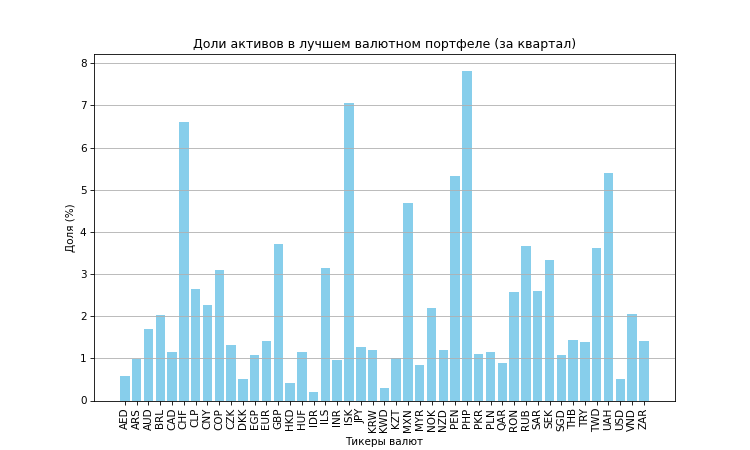 Доли активов в лучшем валютном портфеле (за квартал)
Доля (%)
8
7
6
5
4
3
2
1
0
AED ARS AUD BRL CAD CHF CLP CNY COP CZK DKK EGP EUR GBP HKD HUF IDR ILS INR ISK JPY KRW KWD KZT MXN MYR NOK NZD PEN PHP PKR PLN QAR RON RUB SAR SEK SGD THB TRY TWD UAH USD VND ZAR
Тикеры валют